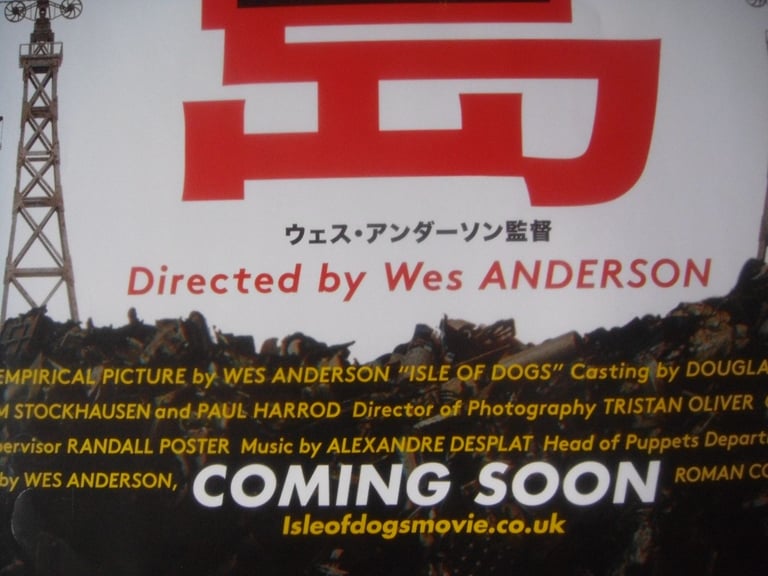 島
ウェス・アンダーソン監督
Directed by Wes ANDERSON
EMPIRICAL PICTURE by WES ANDERSON "ISLE OF DOGS" Casting by DOUGLA
M STOCKHAUSEN and PAUL HARROD Director of Photography TRISTAN OLIVER
pervisor RANDALL POSTER Music by ALEXANDRE DESPLAT Head of Puppets Depart
by WES ANDERSON, COMING SOON ROMAN CO
Isleofdogsmovie.co.uk